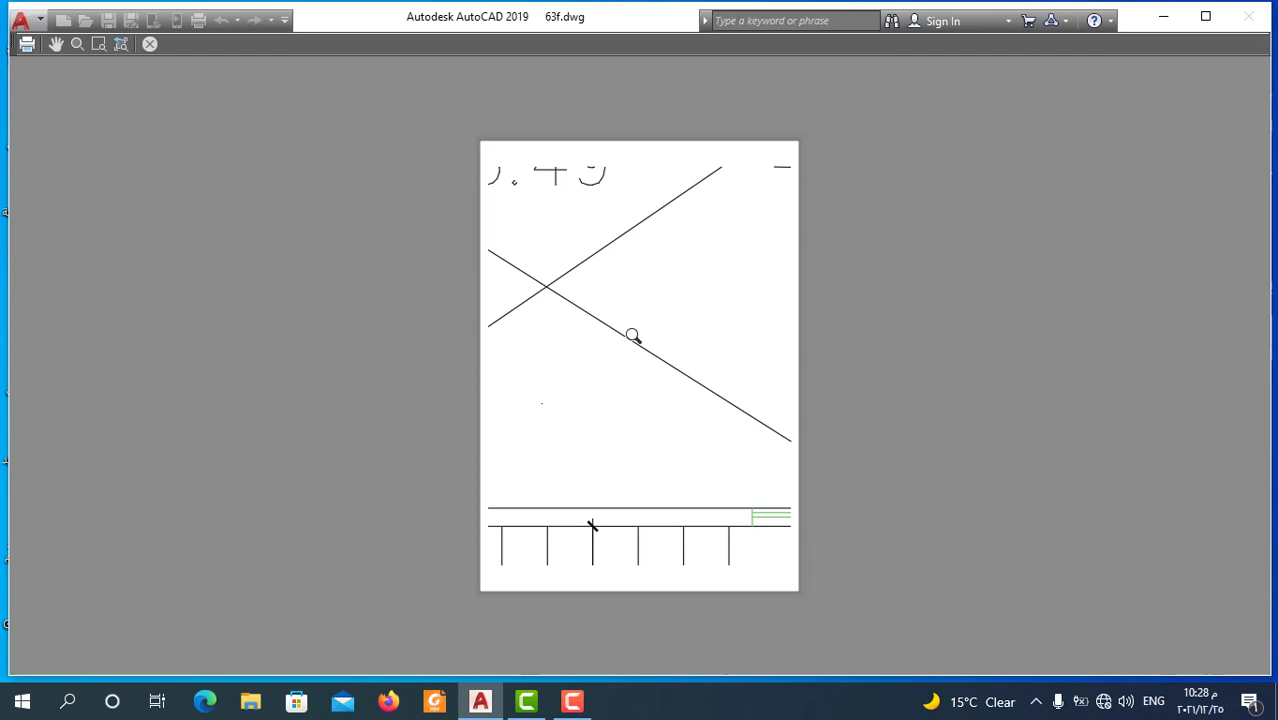 Autodesk AutoCAD 2019 63f.dwg
Type a keyword or phrase
Sign In
15°C Clear
ENG
10:28 م
٢٠٢١/١٢/٢٥
.49